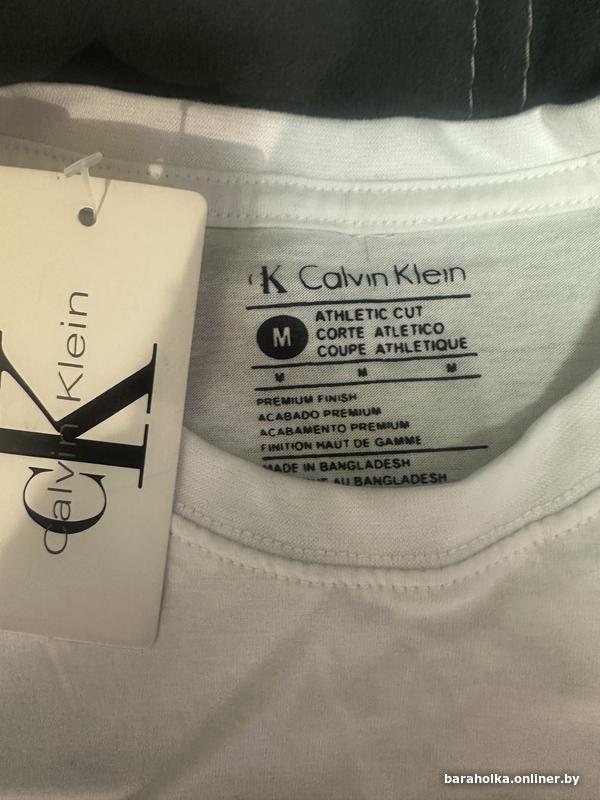 CK
Calvin Klein
K Calvin Klein
M
ATHLETIC CUT
CORTE ATLETICO
COUPE ATHLETIQUE
M M M
PREMIUM FINISH
ACABADO PREMIUM
ACABAMENTO PREMIUM
FINITION HAUT DE GAMME
MADE IN BANGLADESH
AU BANGLADESH
baraholka.onliner.by